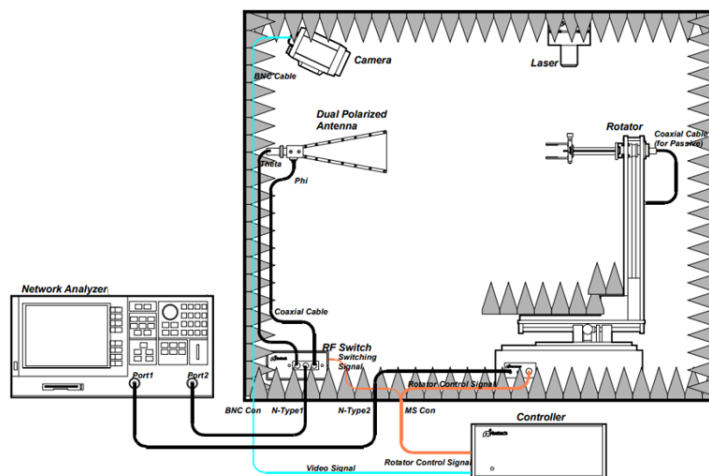 Camera
BNC Cable
Laser
Dual Polarized
Antenna
Rotator
Coaxial Cable
(for Passive)
Theta
Phi
Network Analyzer
Coaxial Cable
RF Switch
Switching
Signal
Port1
Port2
Rotator Control Signal
BNC Con
N-Type1
N-Type2
MS Con
Controller
Video Signal
Rotator Control Signal